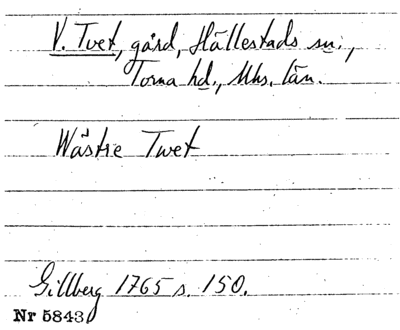 V. Tvet, gård, Hällestads sn.,
Torna hd., Mhs. län.
Wästre Twet
Gillberg 1765 s. 150.
Nr 5843